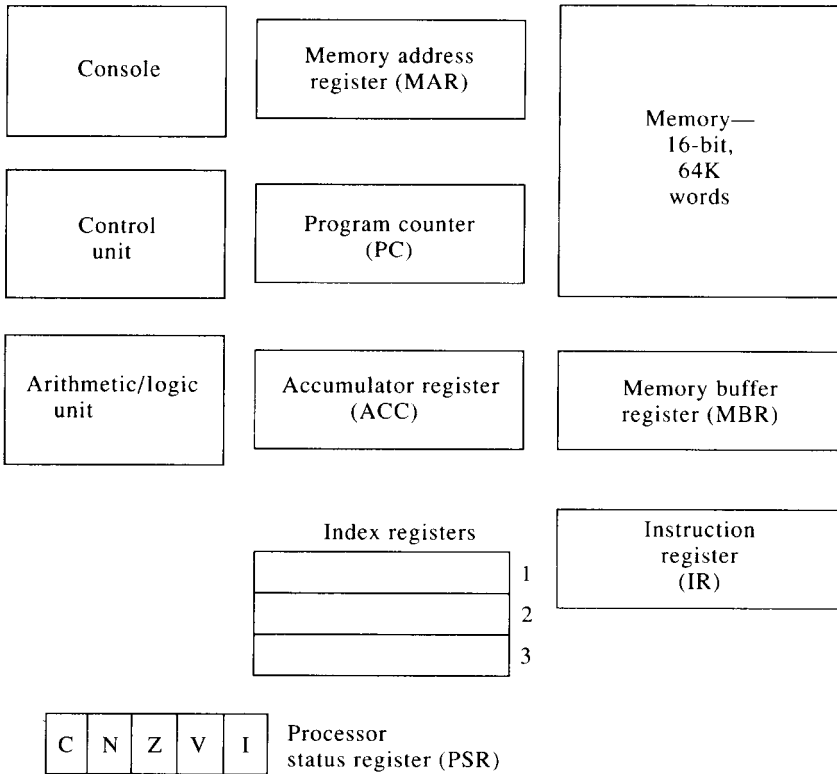 Console
Memory address
register (MAR)
Memory—
16-bit,
64K
words
Control
unit
Program counter
(PC)
Arithmetic/logic
unit
Accumulator register
(ACC)
Memory buffer
register (MBR)
Index registers
1
2
3
Instruction
register
(IR)
C N Z V I
Processor
status register (PSR)